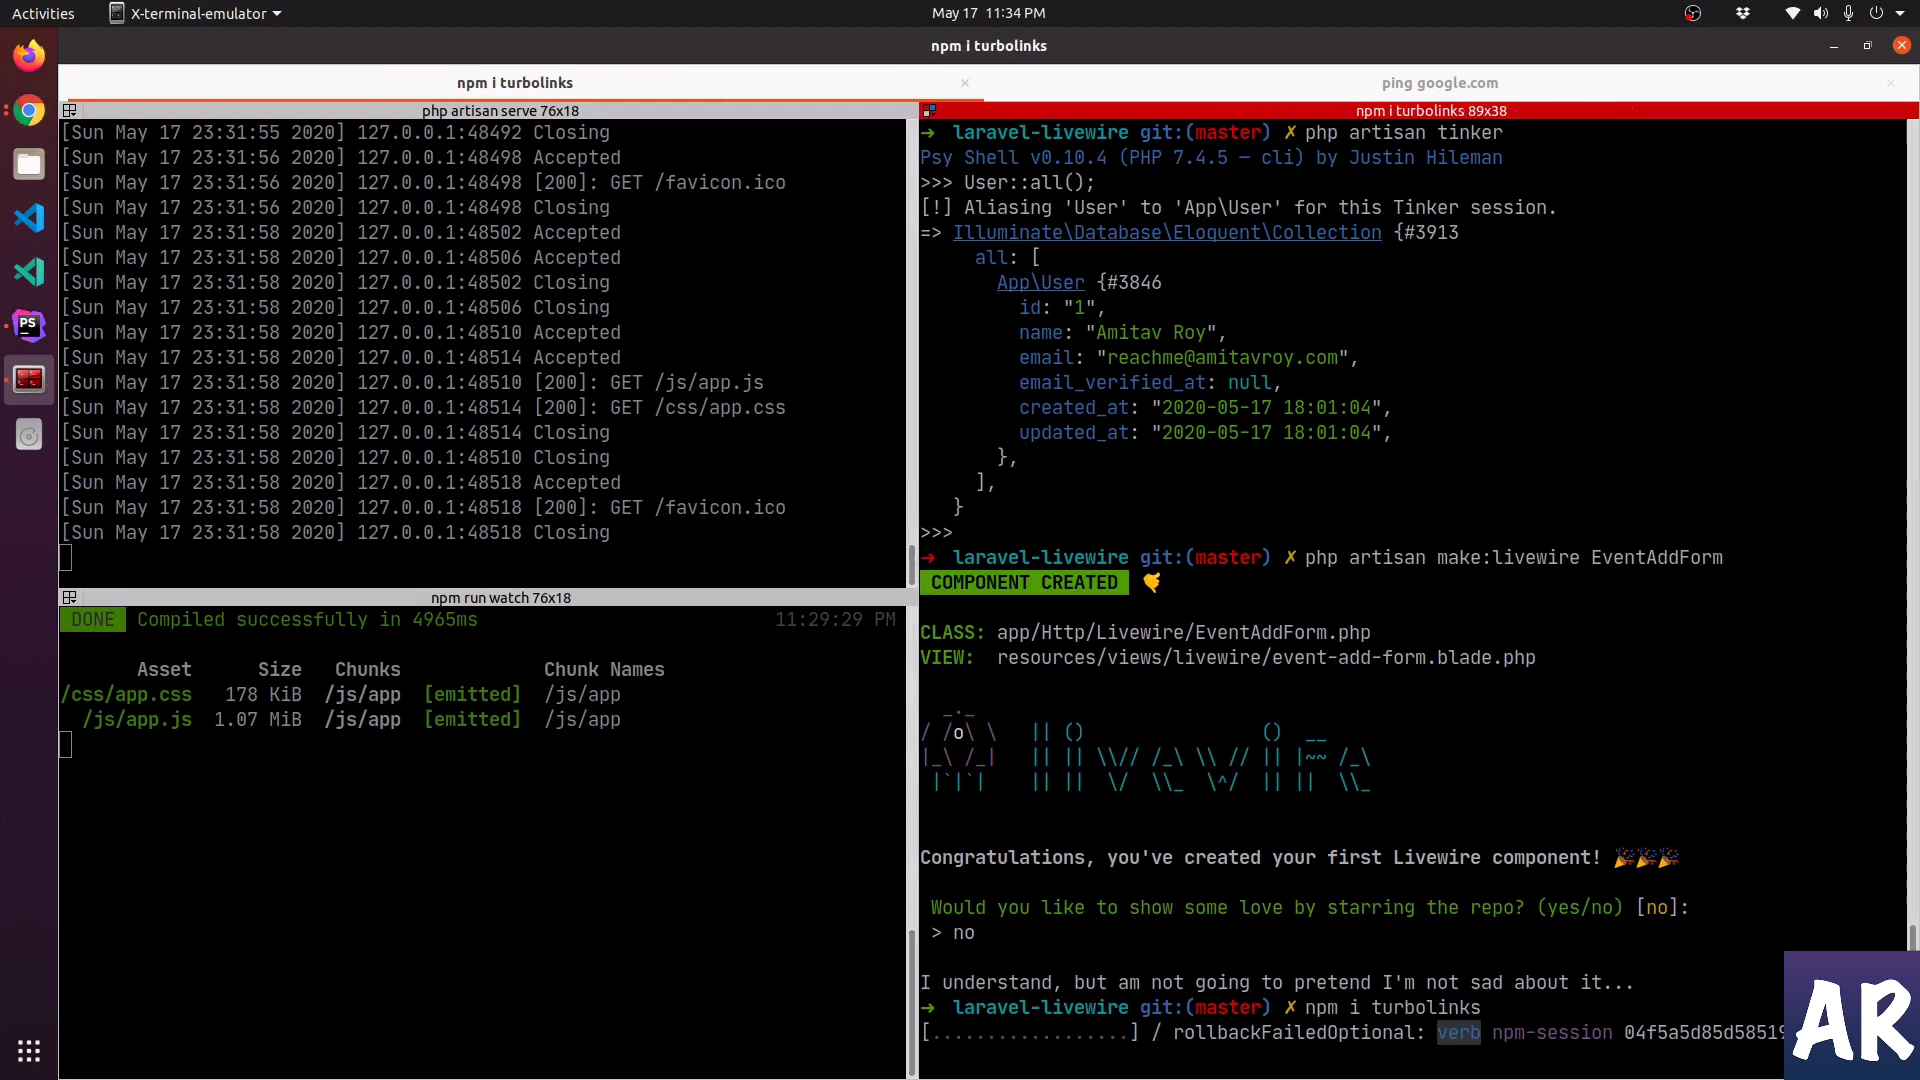 Activities
X-terminal-emulator
May 17 11:34 PM
npm i turbolinks
npm i turbolinks
ping google.com
php artisan serve 76x18
[Sun May 17 23:31:55 2020] 127.0.0.1:48492 Closing
[Sun May 17 23:31:56 2020] 127.0.0.1:48498 Accepted
[Sun May 17 23:31:56 2020] 127.0.0.1:48498 [200]: GET /favicon.ico
[Sun May 17 23:31:56 2020] 127.0.0.1:48498 Closing
[Sun May 17 23:31:58 2020] 127.0.0.1:48502 Accepted
[Sun May 17 23:31:58 2020] 127.0.0.1:48506 Accepted
[Sun May 17 23:31:58 2020] 127.0.0.1:48502 Closing
[Sun May 17 23:31:58 2020] 127.0.0.1:48506 Closing
[Sun May 17 23:31:58 2020] 127.0.0.1:48510 Accepted
[Sun May 17 23:31:58 2020] 127.0.0.1:48514 Accepted
[Sun May 17 23:31:58 2020] 127.0.0.1:48510 [200]: GET /js/app.js
[Sun May 17 23:31:58 2020] 127.0.0.1:48514 [200]: GET /css/app.css
[Sun May 17 23:31:58 2020] 127.0.0.1:48514 Closing
[Sun May 17 23:31:58 2020] 127.0.0.1:48510 Closing
[Sun May 17 23:31:58 2020] 127.0.0.1:48518 Accepted
[Sun May 17 23:31:58 2020] 127.0.0.1:48518 [200]: GET /favicon.ico
[Sun May 17 23:31:58 2020] 127.0.0.1:48518 Closing
npm run watch 76x18
DONE Compiled successfully in 4965ms 11:29:29 PM
Asset Size Chunks Chunk Names
/css/app.css 178 KiB /js/app [emitted] /js/app
/js/app.js 1.07 MiB /js/app [emitted] /js/app
npm i turbolinks 89x38
➜ laravel-livewire git:(master) ✗ php artisan tinker
Psy Shell v0.10.4 (PHP 7.4.5 — cli) by Justin Hileman
>>> User::all();
[!] Aliasing 'User' to 'App\User' for this Tinker session.
=> Illuminate\Database\Eloquent\Collection {#3913
all: [
App\User {#3846
id: "1",
name: "Amitav Roy",
email: "reachme@amitavroy.com",
email_verified_at: null,
created_at: "2020-05-17 18:01:04",
updated_at: "2020-05-17 18:01:04",
},
],
}
>>>
➜ laravel-livewire git:(master) ✗ php artisan make:livewire EventAddForm
COMPONENT CREATED 🤙
CLASS: app/Http/Livewire/EventAddForm.php
VIEW: resources/views/livewire/event-add-form.blade.php
Congratulations, you've created your first Livewire component! 🎉🎉🎉
Would you like to show some love by starring the repo? (yes/no) [no]:
> no
I understand, but am not going to pretend I'm not sad about it...
➜ laravel-livewire git:(master) ✗ npm i turbolinks
[..................] / rollbackFailedOptional: verb npm-session 04f5a5d85d5851
PS
AR